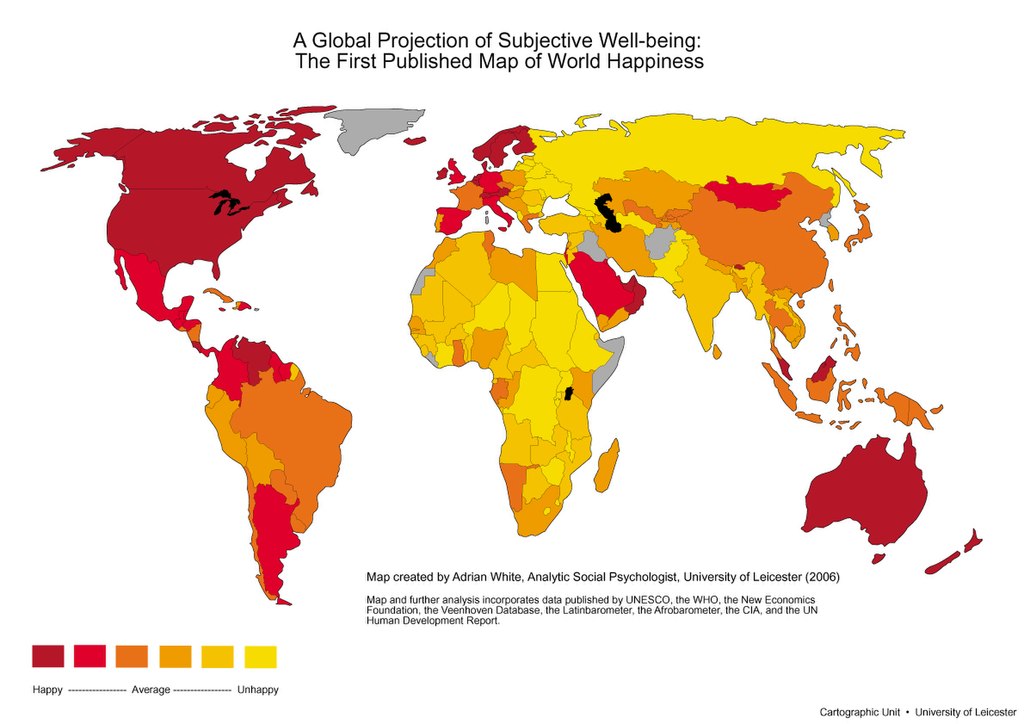 A Global Projection of Subjective Well-being:
The First Published Map of World Happiness
Map created by Adrian White, Analytic Social Psychologist, University of Leicester (2006)
Map and further analysis incorporates data published by UNESCO, the WHO, the New Economics
Foundation, the Veenhoven Database, the Latinbarometer, the Afrobarometer, the CIA, and the UN
Human Development Report.
Happy ----------------- Average ----------------- Unhappy
Cartographic Unit • University of Leicester